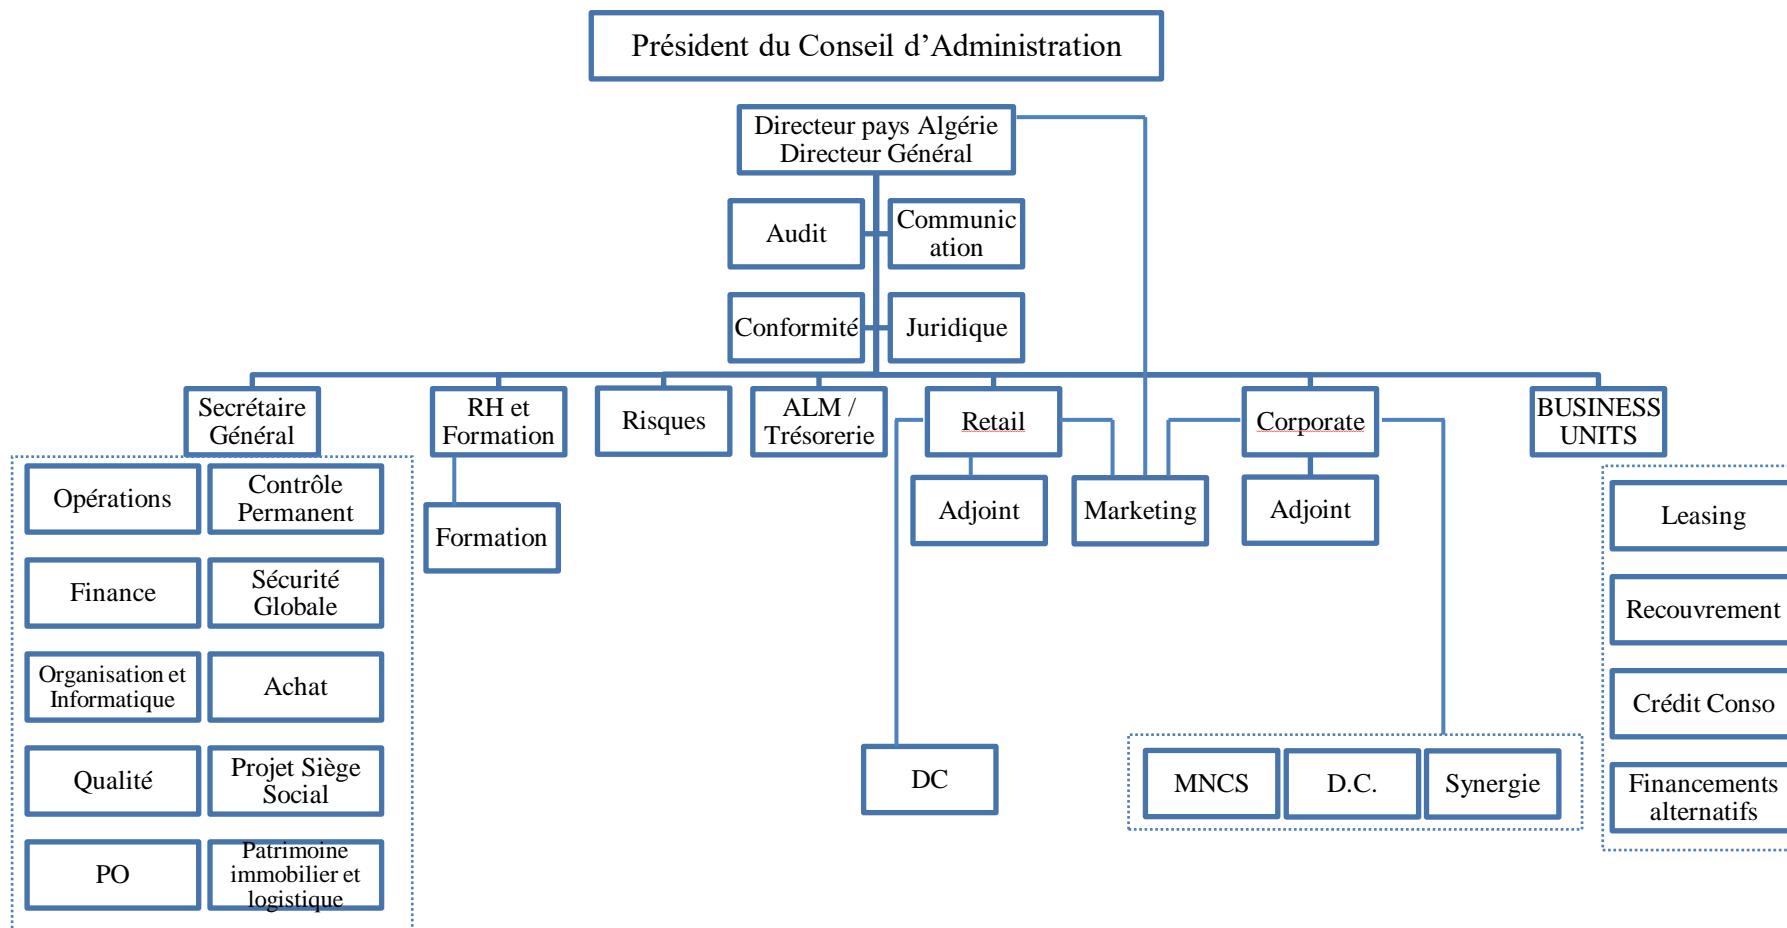 Président du Conseil d’Administration
Directeur pays Algérie
Directeur Général
Audit
Communic
ation
Conformité
Juridique
Secrétaire
Général
RH et
Formation
Risques
ALM /
Trésorerie
Retail
Corporate
BUSINESS
UNITS
Opérations
Contrôle
Permanent
Finance
Sécurité
Globale
Organisation et
Informatique
Achat
Qualité
Projet Siège
Social
PO
Patrimoine
immobilier et
logistique
Formation
Adjoint
Marketing
Adjoint
DC
MNCS
D.C.
Synergie
Leasing
Recouvrement
Crédit Conso
Financements
alternatifs